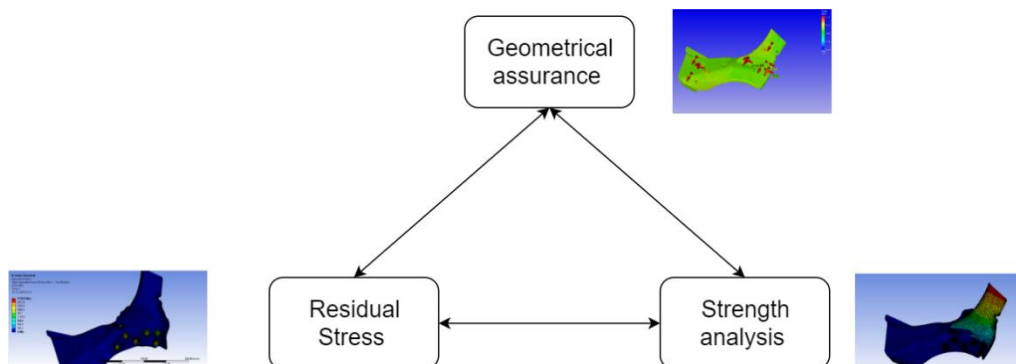 Geometrical
assurance
Residual
Stress
Strength
analysis